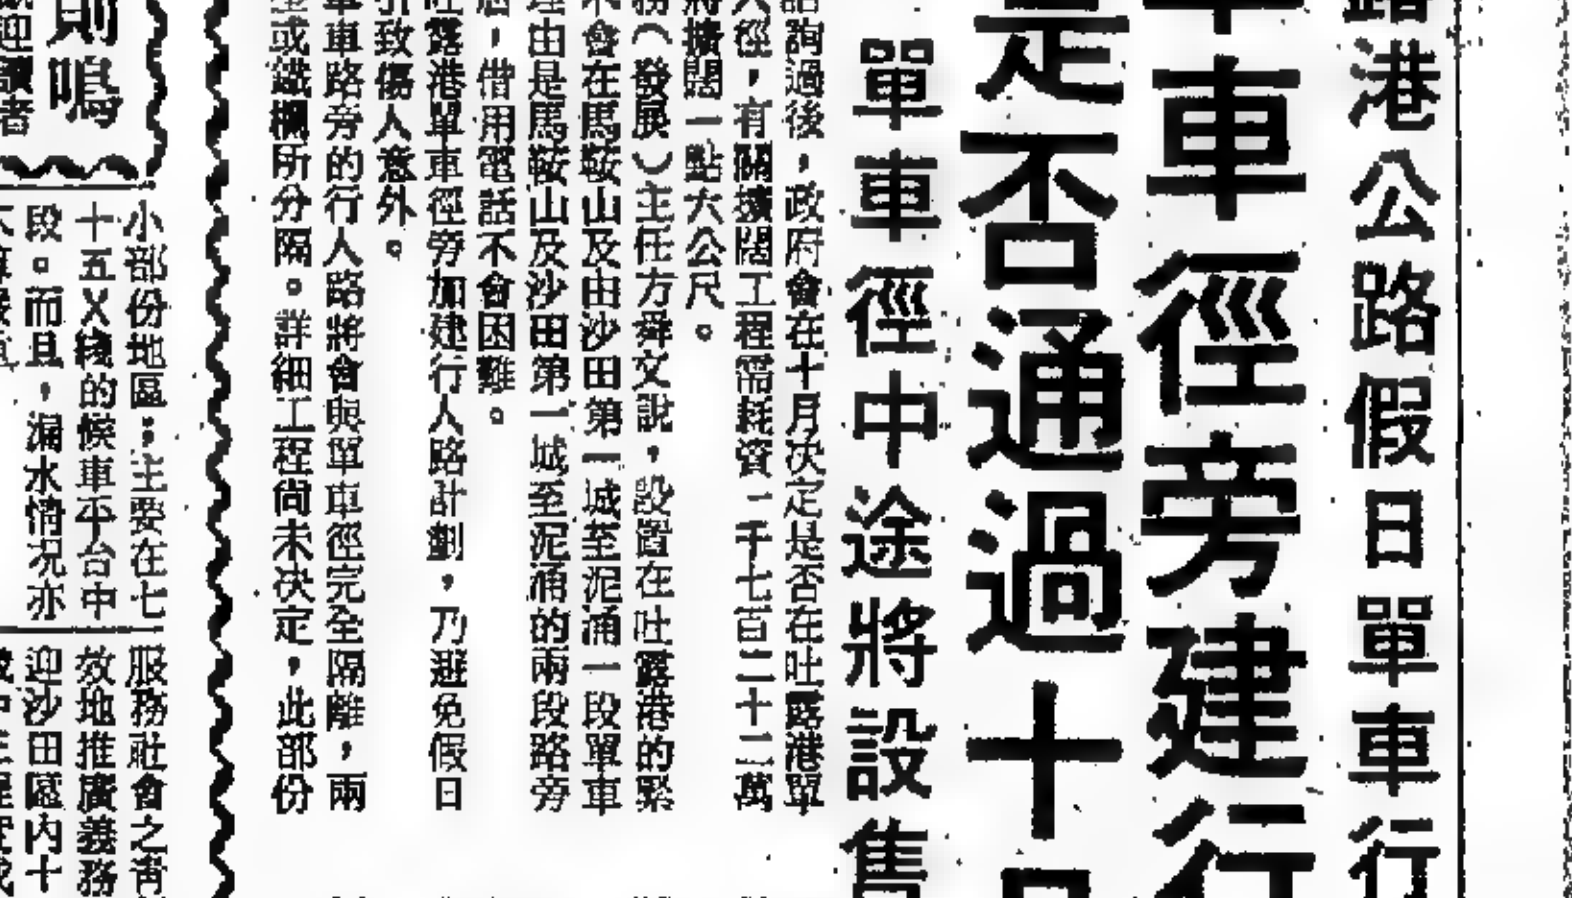 路港公路假日單車行
車徑旁建行
是否通過十月
單車徑中途將設售
諮詢過後，政府會在十月決定是否在吐露港單
徑，有關擴闊工程需耗資一千七百二十二萬
將擴闊一點六公尺。
務（發展）主任方舜文說，設置在吐露港的緊
不會在馬鞍山及由沙田第一城至泥涌一段單車
理由是馬鞍山及沙田第一城至泥涌的兩段路旁
，借用電話不會困難。
吐露港單車徑旁加建行人路計劃，乃避免假日
引致傷人意外。
單車路旁的行人路將會與單車徑完全隔離，兩
或鐵欄所分隔。詳細工程尚未決定，此部份
則鳴
歡迎讀者
小部份地區；主要在七
十五X綫的候車平台中
段。而且，漏水情況亦
服務社會之青
效地推廣義務
迎沙田區內十